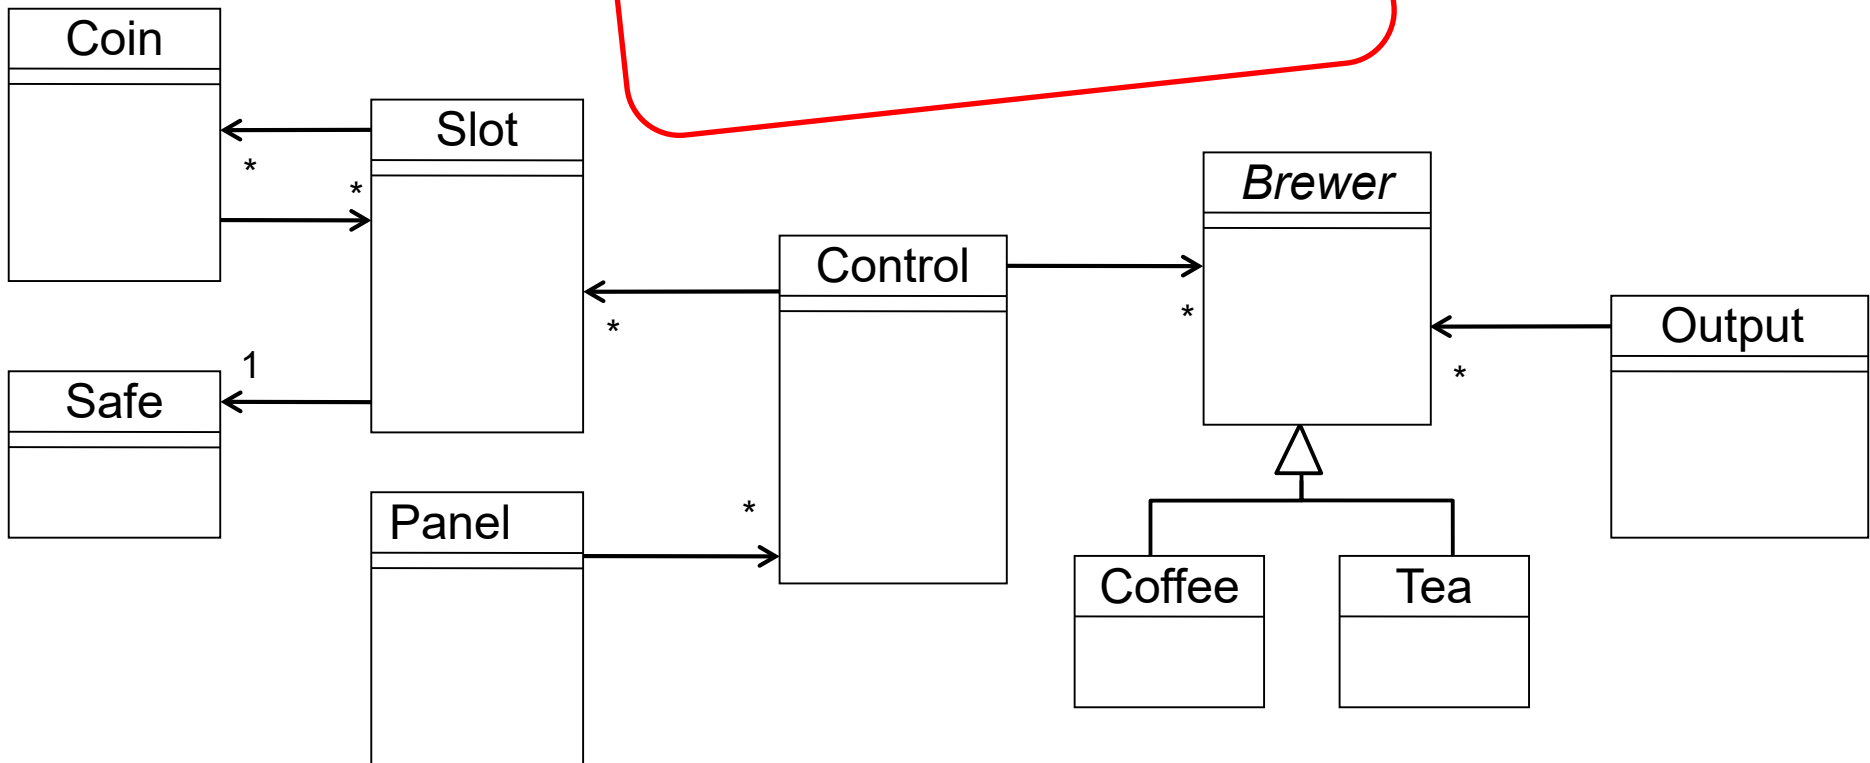 Coin
Slot
*
*
Brewer
Control
*
*
Output
1
*
Safe
Panel
*
Coffee
Tea